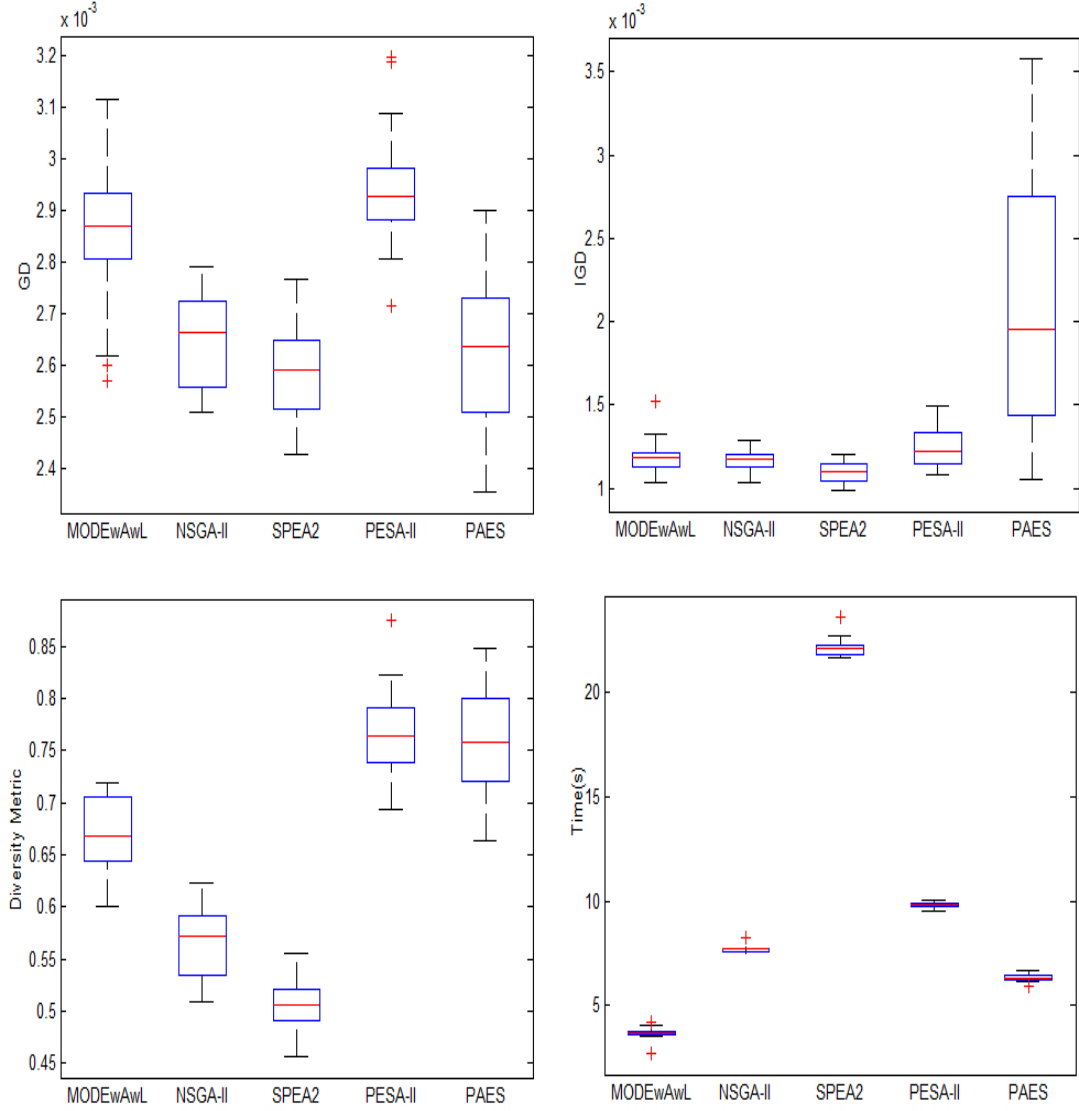 x 10⁻³
3.2
3.1
3
2.9
2.8
2.7
2.6
2.5
2.4
GD
MODEwAwL NSGA-II SPEA2 PESA-II PAES
x 10⁻³
3.5
3
2.5
2
1.5
1
IGD
MODEwAwL NSGA-II SPEA2 PESA-II PAES
0.85
0.8
0.75
0.7
0.65
0.6
0.55
0.5
0.45
Diversity Metric
MODEwAwL NSGA-II SPEA2 PESA-II PAES
20
15
10
5
Time(s)
MODEwAwL NSGA-II SPEA2 PESA-II PAES